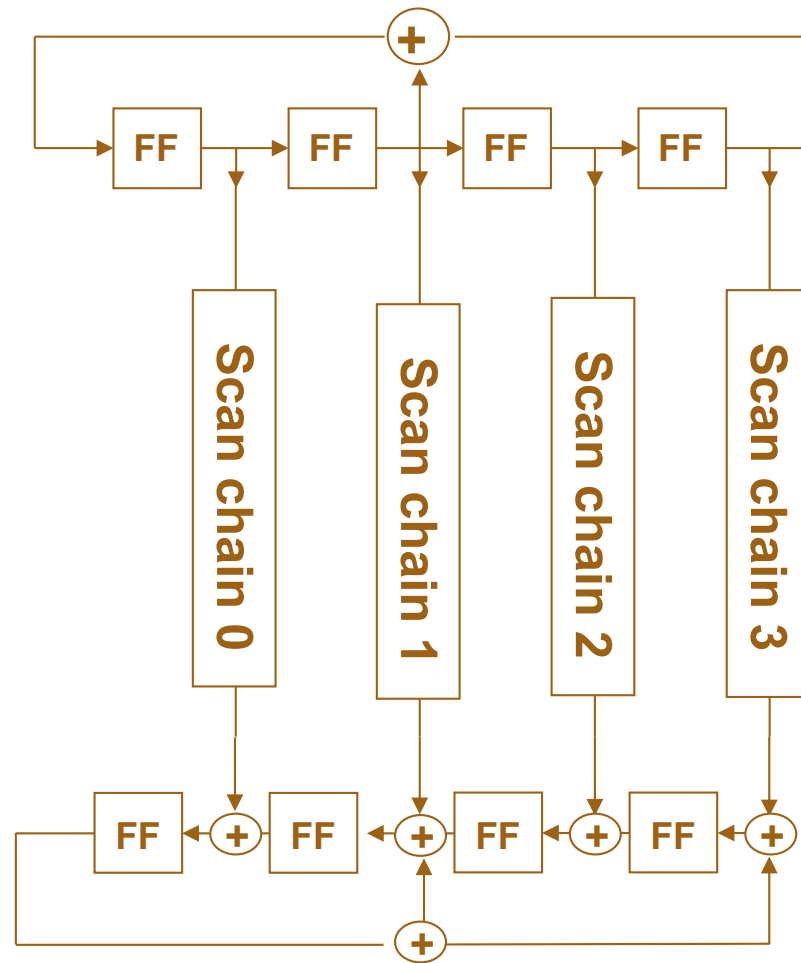 +
FF
FF
FF
FF
Scan chain 0
Scan chain 1
Scan chain 2
Scan chain 3
FF
+
FF
+
FF
+
FF
+
+